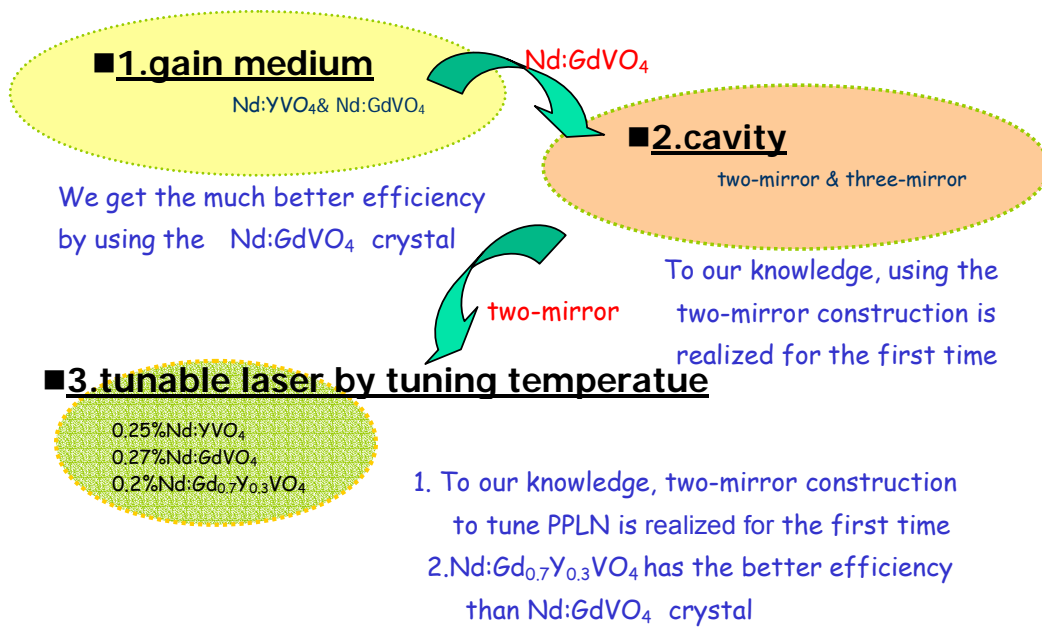 ■1.gain medium
Nd:YVO₄& Nd:GdVO₄
Nd:GdVO₄
■2.cavity
two-mirror & three-mirror
We get the much better efficiency
by using the Nd:GdVO₄ crystal
To our knowledge, using the
two-mirror construction is
realized for the first time
two-mirror
■3.tunable laser by tuning temperatue
0.25%Nd:YVO₄
0.27%Nd:GdVO₄
0.2%Nd:Gd₀.₇Y₀.₃VO₄
1. To our knowledge, two-mirror construction
to tune PPLN is realized for the first time
2.Nd:Gd₀.₇Y₀.₃VO₄ has the better efficiency
than Nd:GdVO₄ crystal